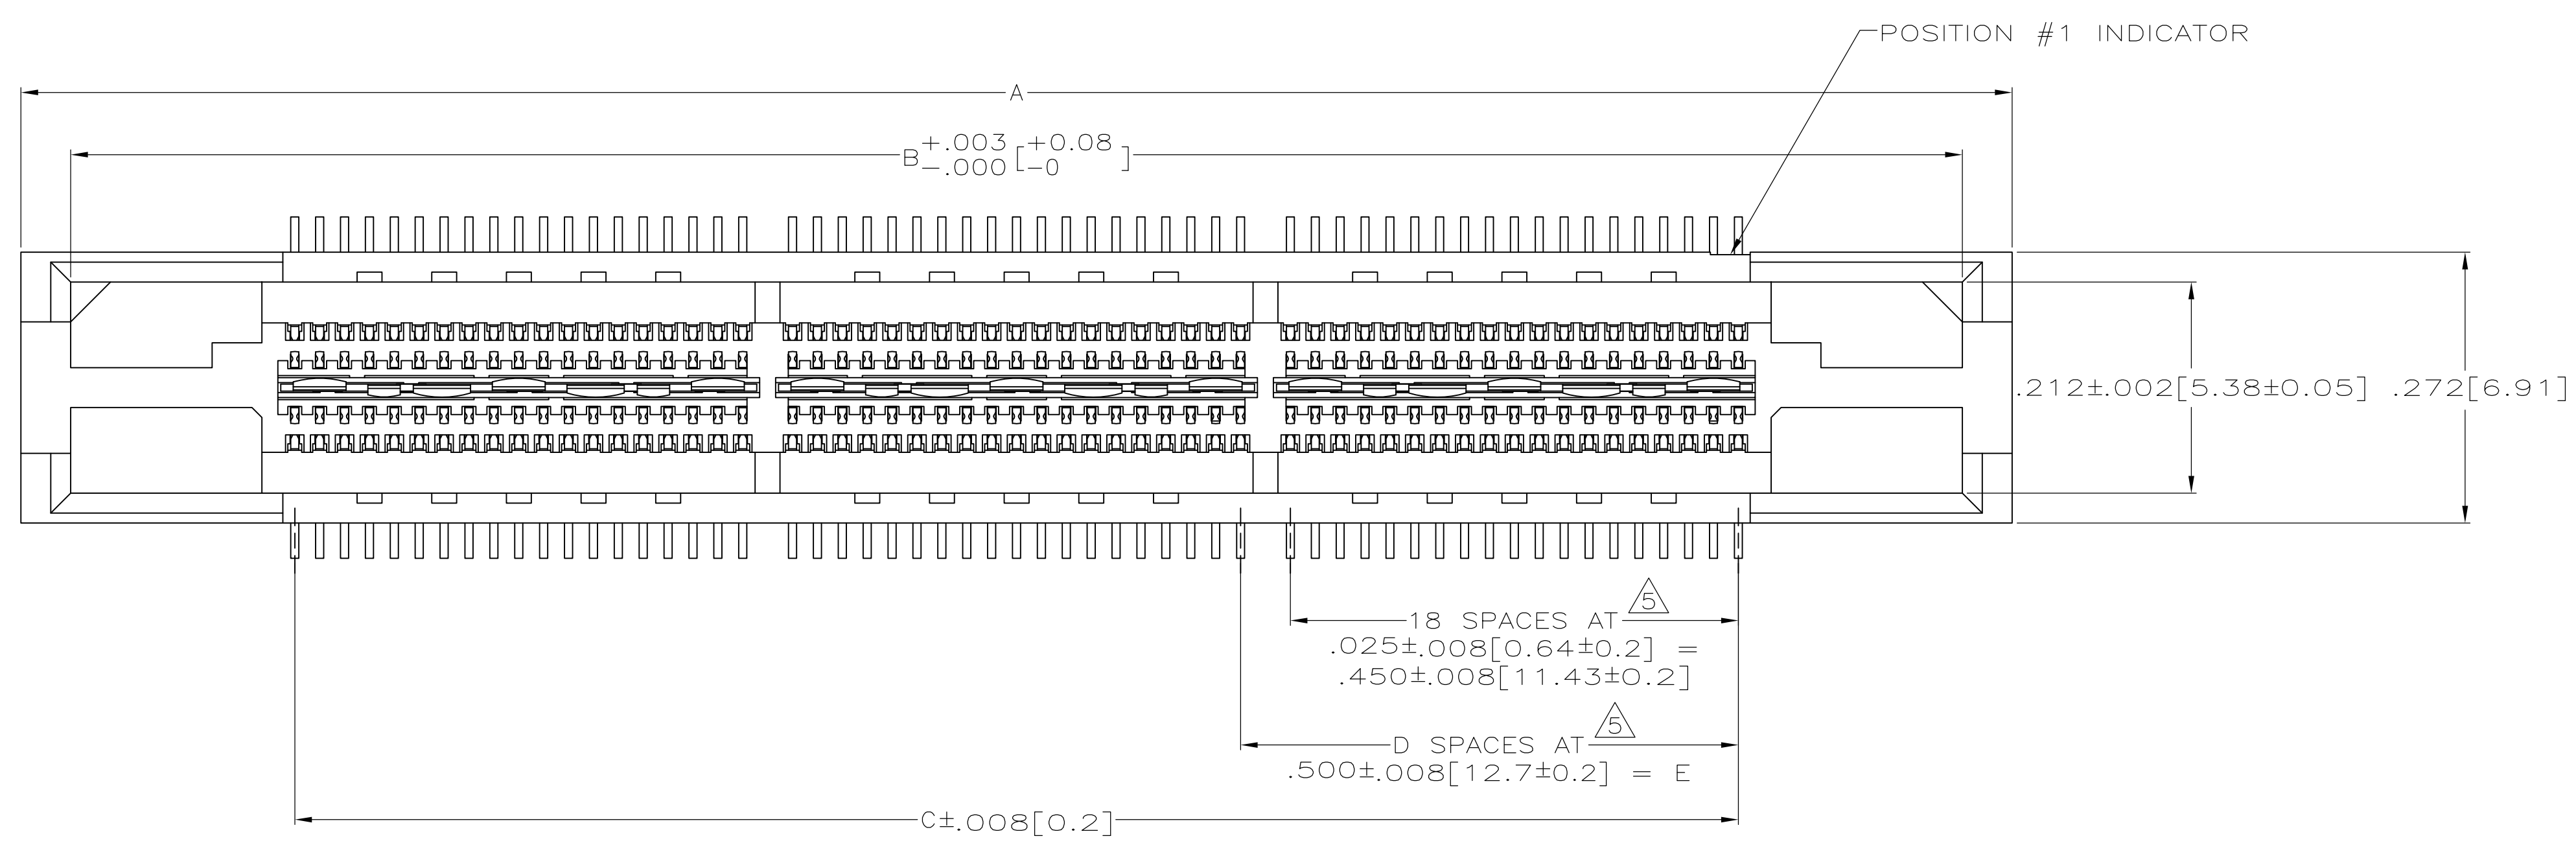 POSITION #1 INDICATOR
A
B +.003 [+0.08
-.000 [-0 ]
.212±.002[5.38±0.05] .272[6.91]
5
18 SPACES AT
.025±.008[0.64±0.2] =
.450±.008[11.43±0.2]
5
D SPACES AT
.500±.008[12.7±0.2] = E
C±.008[0.2]